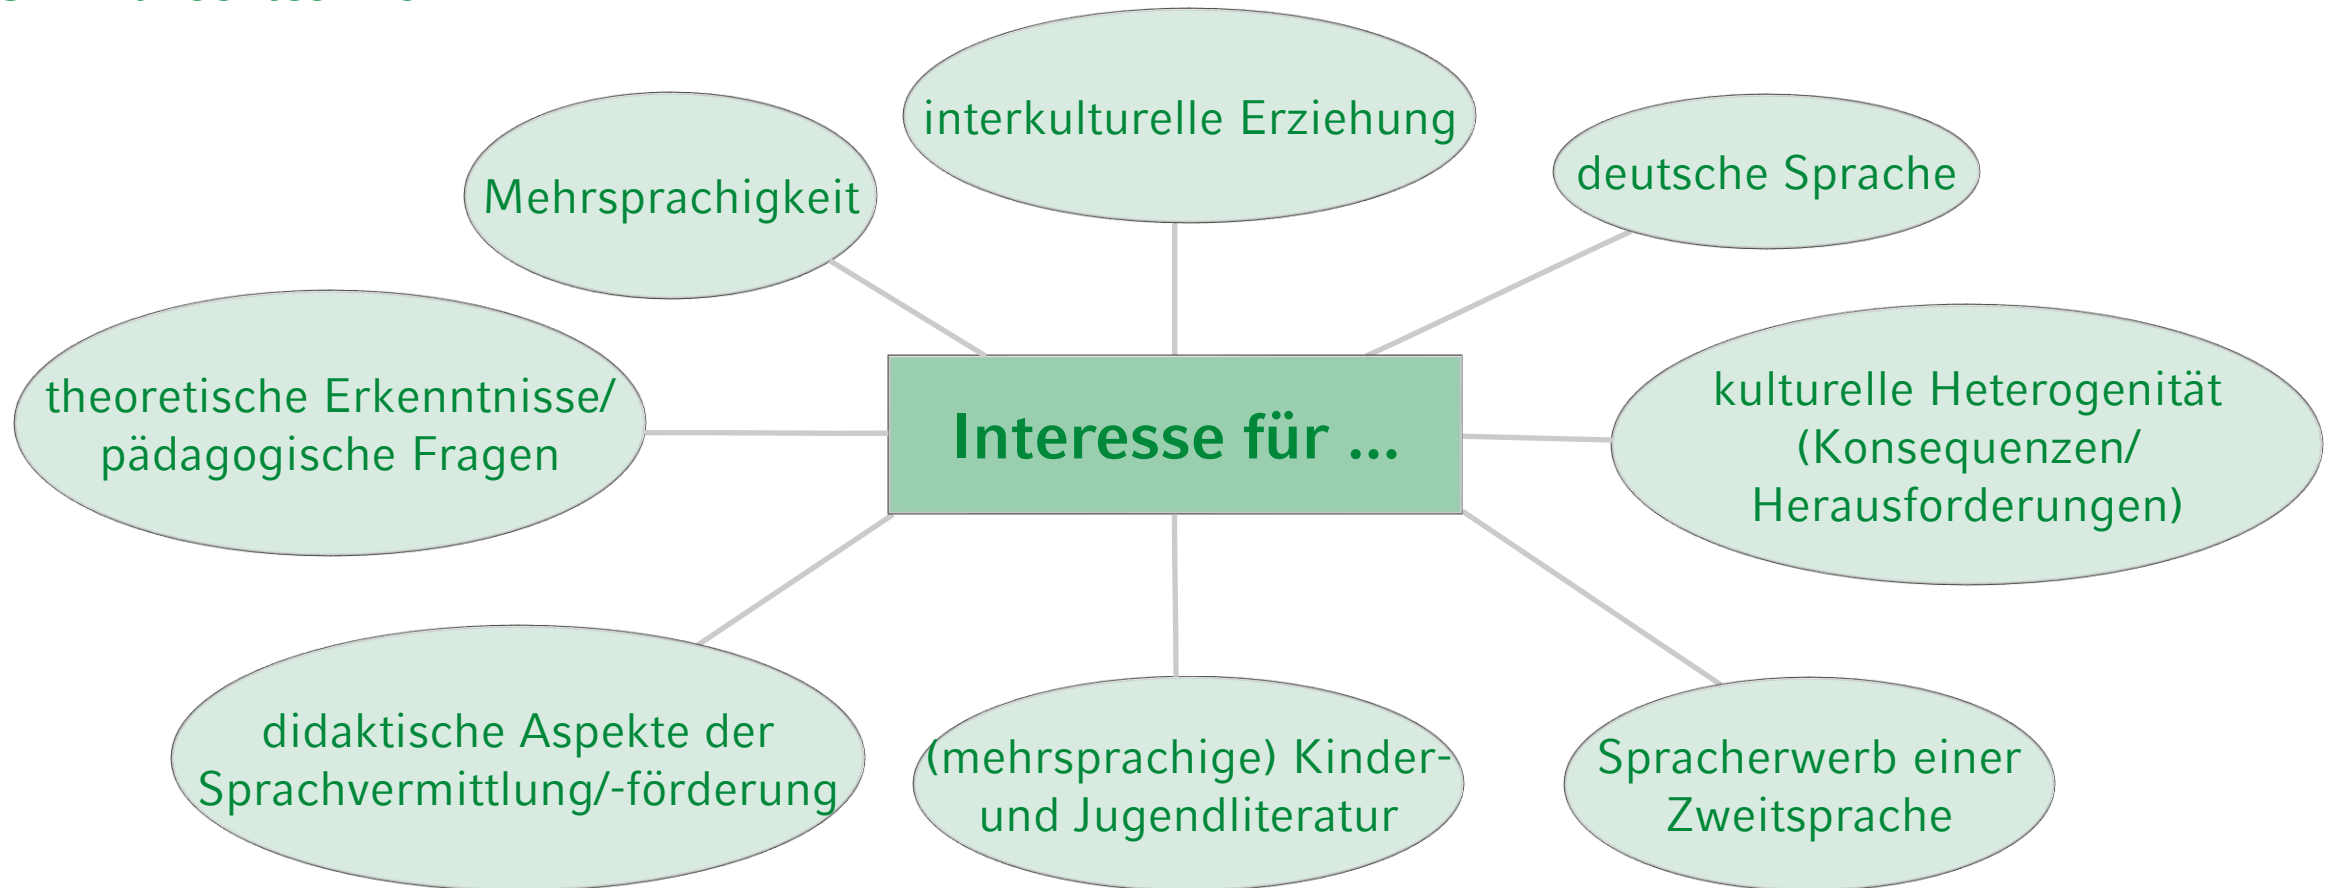 interkulturelle Erziehung
Mehrsprachigkeit
deutsche Sprache
theoretische Erkenntnisse/
pädagogische Fragen
Interesse für ...
kulturelle Heterogenität
(Konsequenzen/
Herausforderungen)
didaktische Aspekte der
Sprachvermittlung/-förderung
(mehrsprachige) Kinder-
und Jugendliteratur
Spracherwerb einer
Zweitsprache